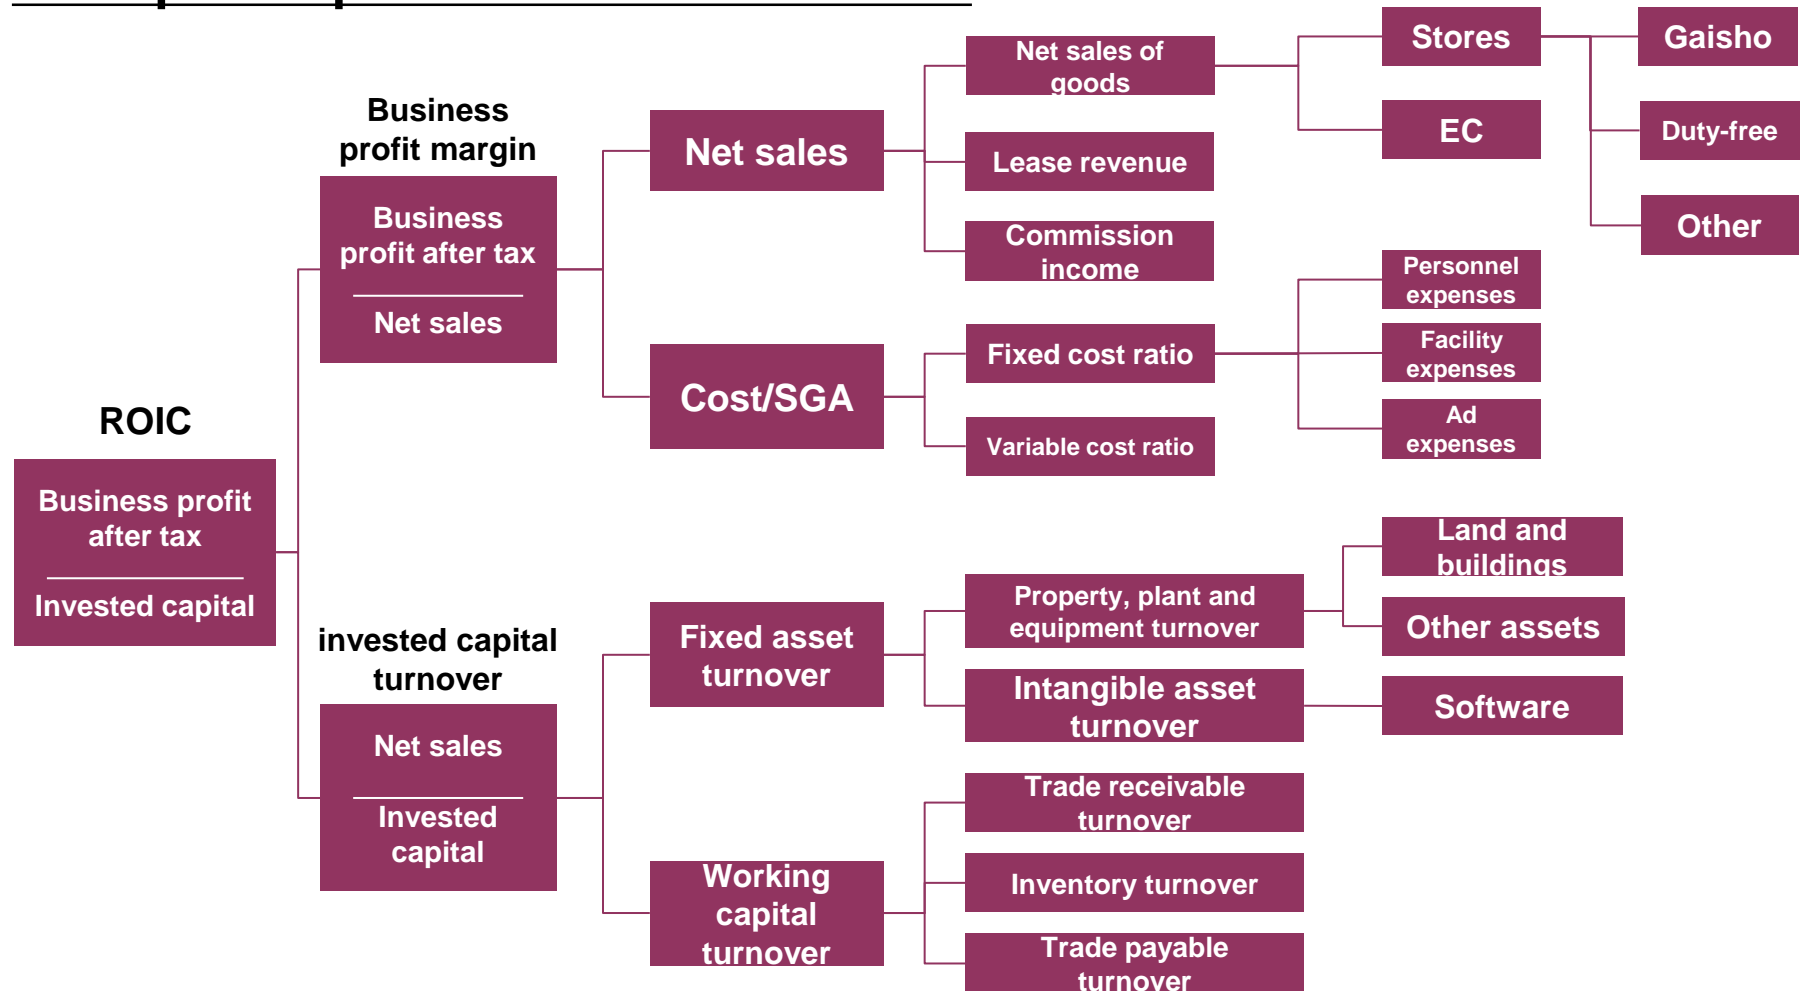 Business
profit margin
Business
profit after tax
Net sales
ROIC
Business profit
after tax
Invested capital
invested capital
turnover
Net sales
Invested
capital
Net sales
Cost/SGA
Fixed asset
turnover
Working
capital
turnover
Net sales of
goods
Lease revenue
Commission
income
Fixed cost ratio
Variable cost ratio
Property, plant and
equipment turnover
Intangible asset
turnover
Trade receivable
turnover
Inventory turnover
Trade payable
turnover
Stores
EC
Personnel
expenses
Facility
expenses
Ad
expenses
Land and
buildings
Other assets
Software
Gaisho
Duty-free
Other